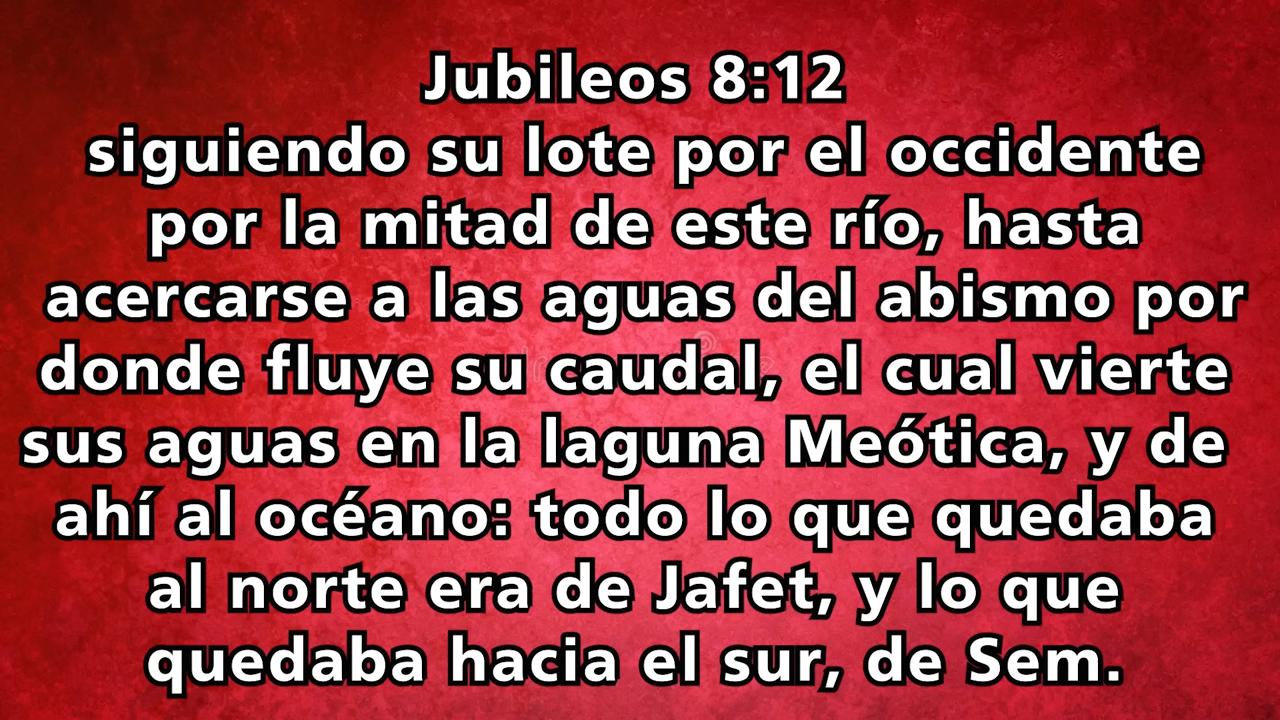 Jubileos 8:12
siguiendo su lote por el occidente
por la mitad de este río, hasta
acercarse a las aguas del abismo por
donde fluye su caudal, el cual vierte
sus aguas en la laguna Meótica, y de
ahí al océano: todo lo que quedaba
al norte era de Jafet, y lo que
quedaba hacia el sur, de Sem.